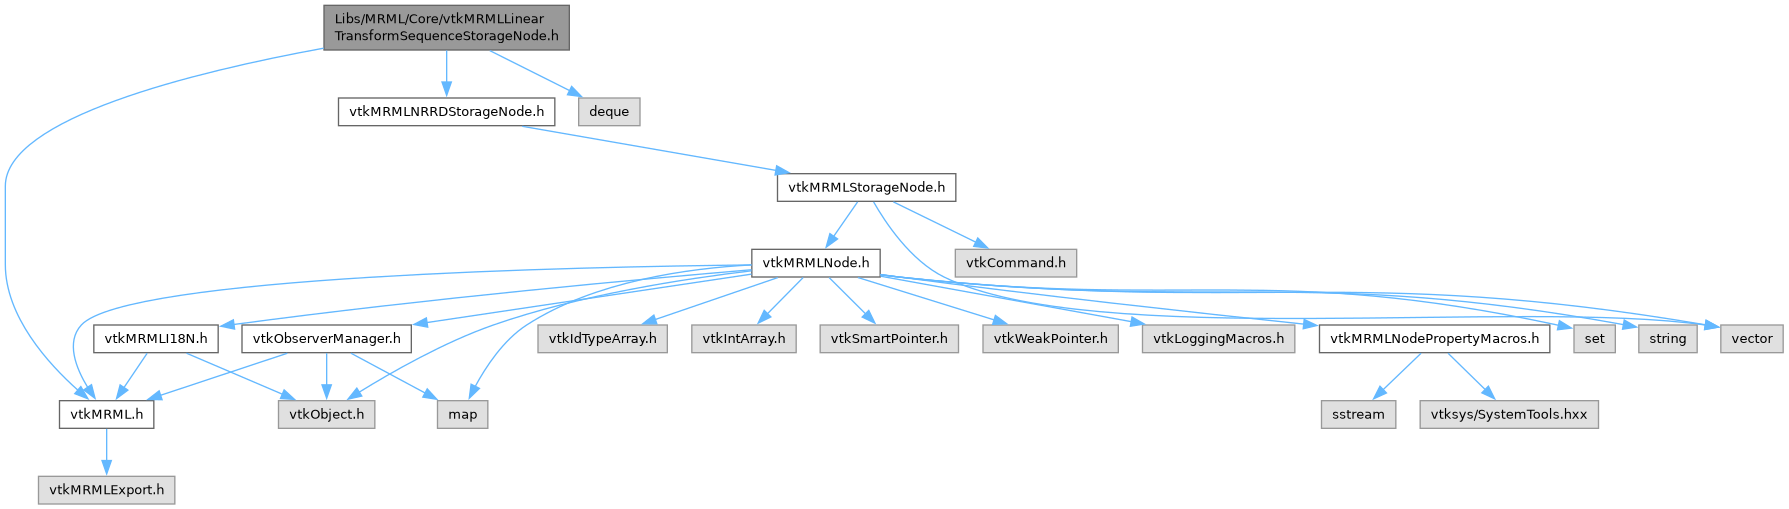 Libs/MRML/Core/vtkMRMLLinear
TransformSequenceStorageNode.h
vtkMRMLNRRDStorageNode.h
deque
vtkMRMLStorageNode.h
vtkMRMLNode.h
vtkCommand.h
vtkMRMLI18N.h
vtkObserverManager.h
vtkIdTypeArray.h
vtkIntArray.h
vtkSmartPointer.h
vtkWeakPointer.h
vtkLoggingMacros.h
vtkMRMLNodePropertyMacros.h
set
string
vector
vtkMRML.h
vtkObject.h
map
sstream
vtksys/SystemTools.hxx
vtkMRMLExport.h